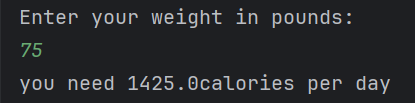 Enter your weight in pounds:
75
you need 1425.0calories per day